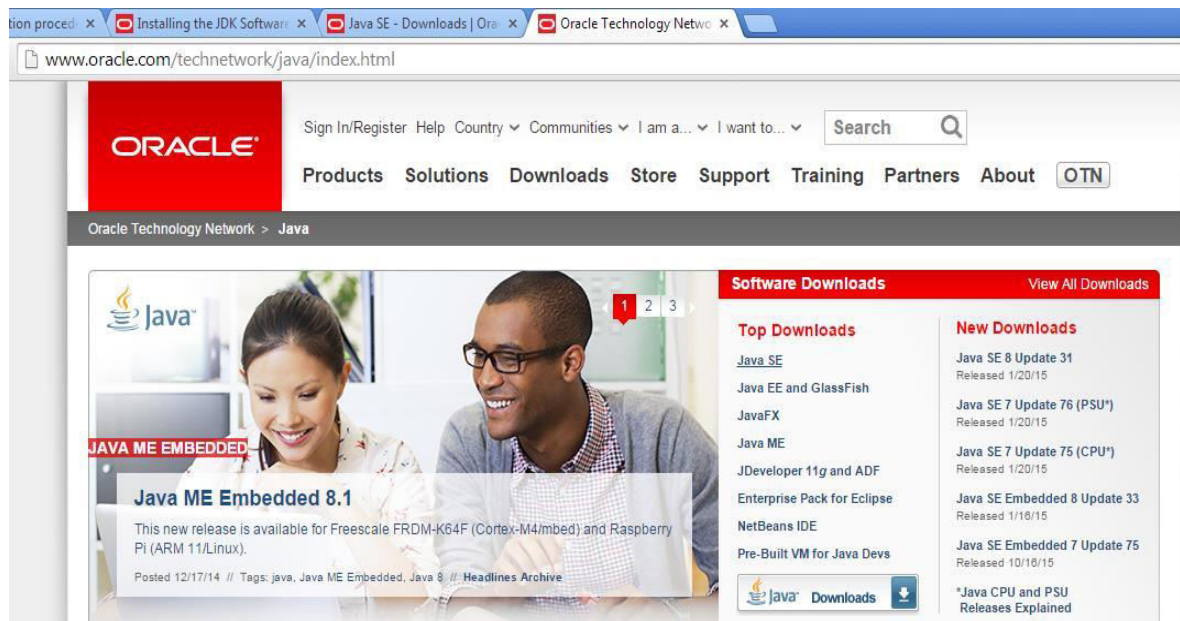 tion proced
Installing the JDK Software
Java SE - Downloads | Ora
Oracle Technology Netwo
www.oracle.com/technetwork/java/index.html
ORACLE
Sign In/Register Help Country Communities I am a... I want to... Search
Products Solutions Downloads Store Support Training Partners About OTN
Oracle Technology Network > Java
Java
1 2 3
JAVA ME EMBEDDED
Java ME Embedded 8.1
This new release is available for Freescale FRDM-K64F (Cortex-M4/mbed) and Raspberry
Pi (ARM 11/Linux).
Posted 12/17/14 // Tags: java, Java ME Embedded, Java 8 // Headlines Archive
Software Downloads View All Downloads
Top Downloads
Java SE
Java EE and GlassFish
JavaFX
Java ME
JDeveloper 11g and ADF
Enterprise Pack for Eclipse
NetBeans IDE
Pre-Built VM for Java Devs
Java Downloads
New Downloads
Java SE 8 Update 31
Released 1/20/15
Java SE 7 Update 76 (PSU*)
Released 1/20/15
Java SE 7 Update 75 (CPU*)
Released 1/20/15
Java SE Embedded 8 Update 33
Released 1/16/15
Java SE Embedded 7 Update 75
Released 10/16/15
*Java CPU and PSU
Releases Explained